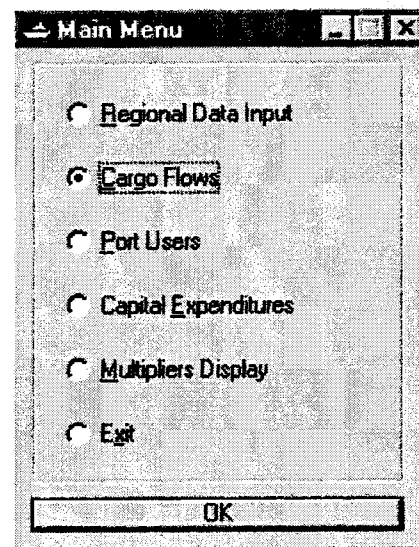 Main Menu
Regional Data Input
Cargo Flows
Port Users
Capital Expenditures
Multipliers Display
Exit
OK